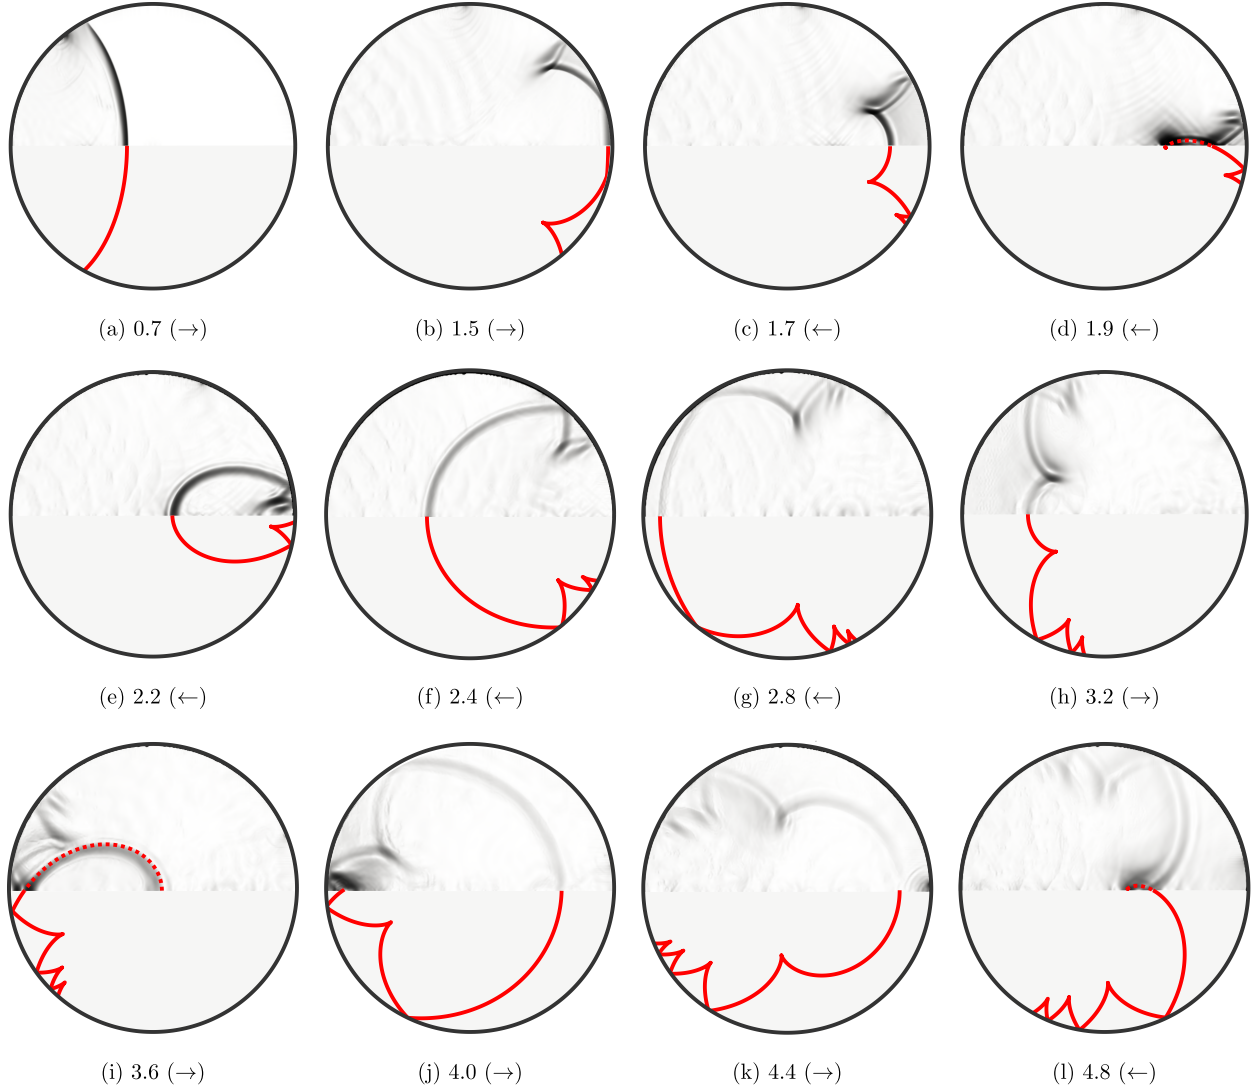 (a) 0.7 (→)
(b) 1.5 (→)
(c) 1.7 (←)
(d) 1.9 (←)
(e) 2.2 (←)
(f) 2.4 (←)
(g) 2.8 (←)
(h) 3.2 (→)
(i) 3.6 (→)
(j) 4.0 (→)
(k) 4.4 (→)
(l) 4.8 (←)